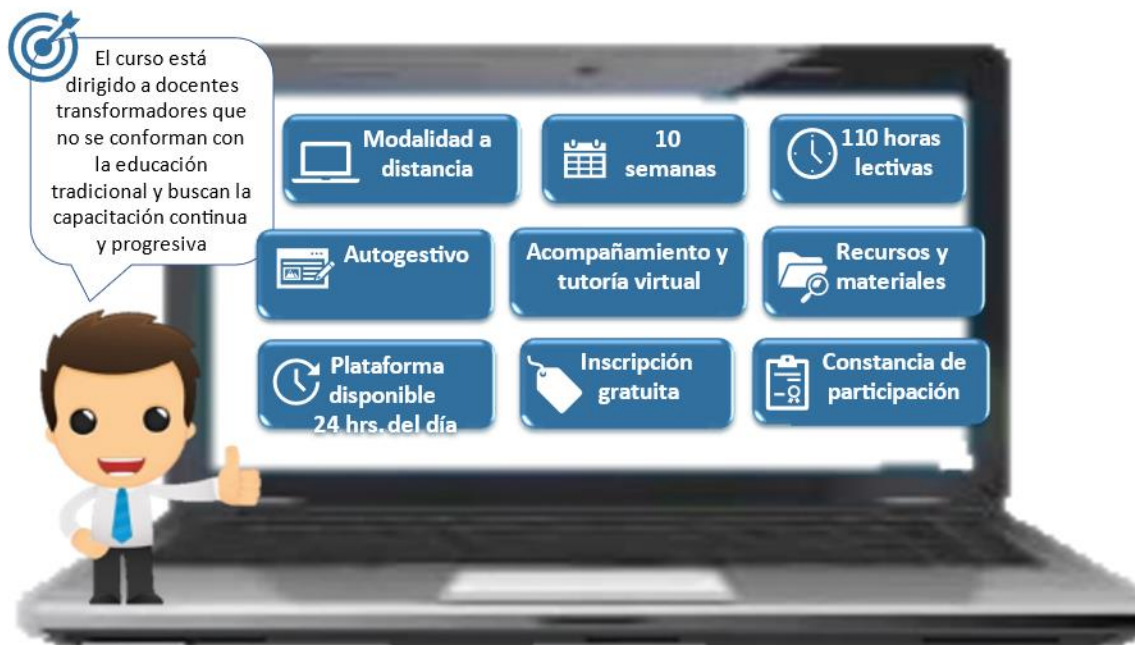 El curso está
dirigido a docentes
transformadores que
no se conforman con
la educación
tradicional y buscan la
capacitación continua
y progresiva
Modalidad a
distancia
10
semanas
110 horas
lectivas
Autogestivo
Acompañamiento y
tutoría virtual
Recursos y
materiales
Plataforma
disponible
24 hrs. del día
Inscripción
gratuita
Constancia de
participación